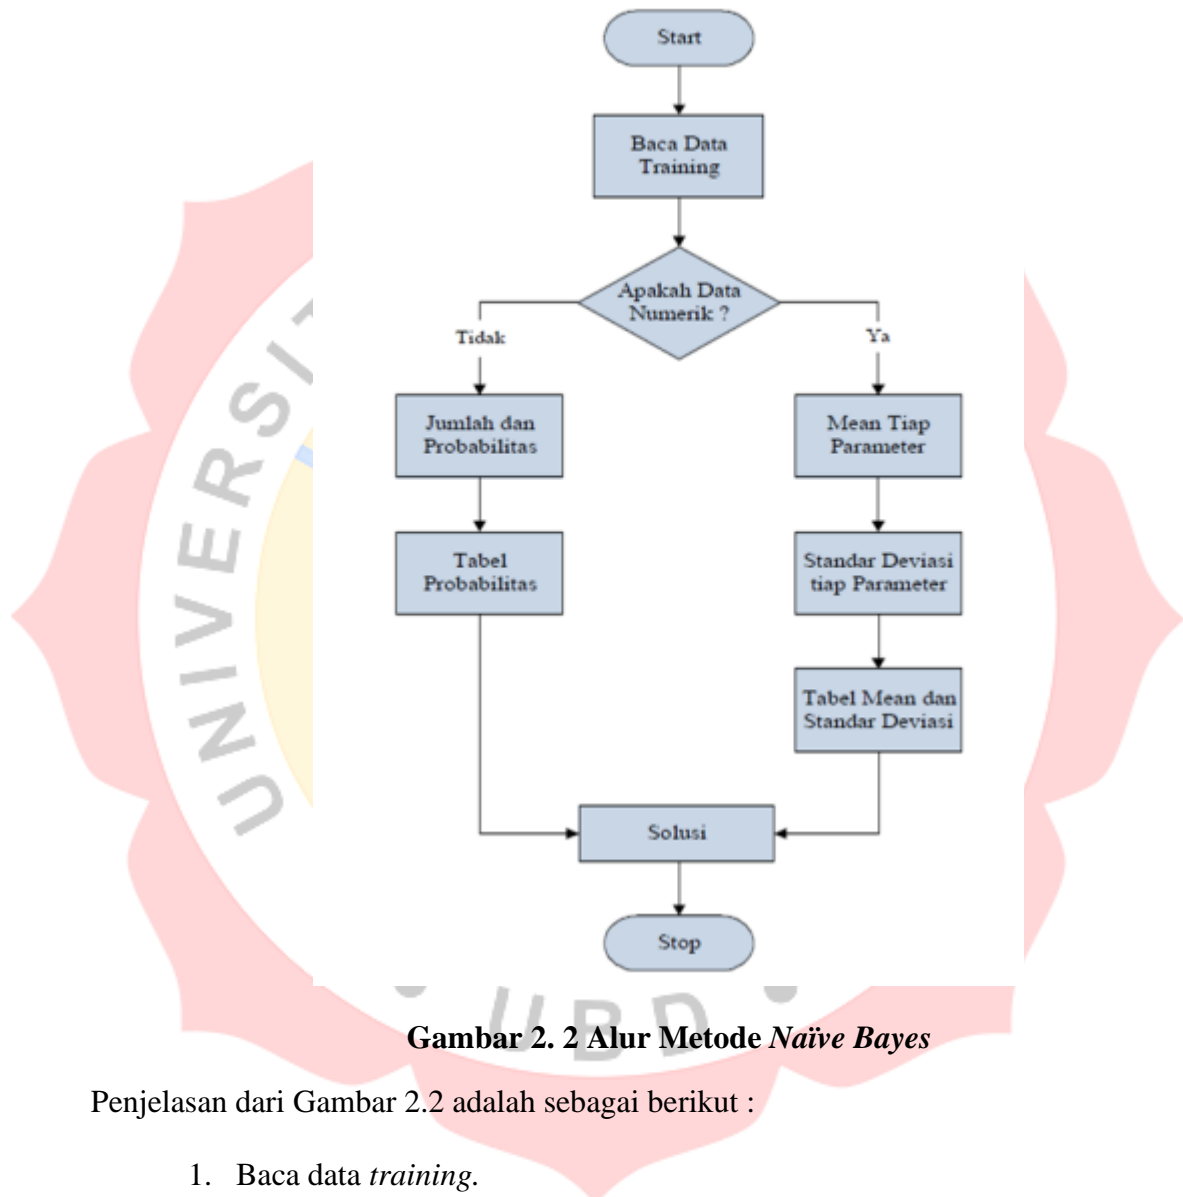 Start
Baca Data
Training
Apakah Data
Numerik ?
Tidak
Ya
Jumlah dan
Probabilitas
Mean Tiap
Parameter
Tabel
Probabilitas
Standar Deviasi
tiap Parameter
Tabel Mean dan
Standar Deviasi
Solusi
Stop
UNIVERSIT
UBD
Gambar 2. 2 Alur Metode Naïve Bayes
Penjelasan dari Gambar 2.2 adalah sebagai berikut :
1. Baca data training.